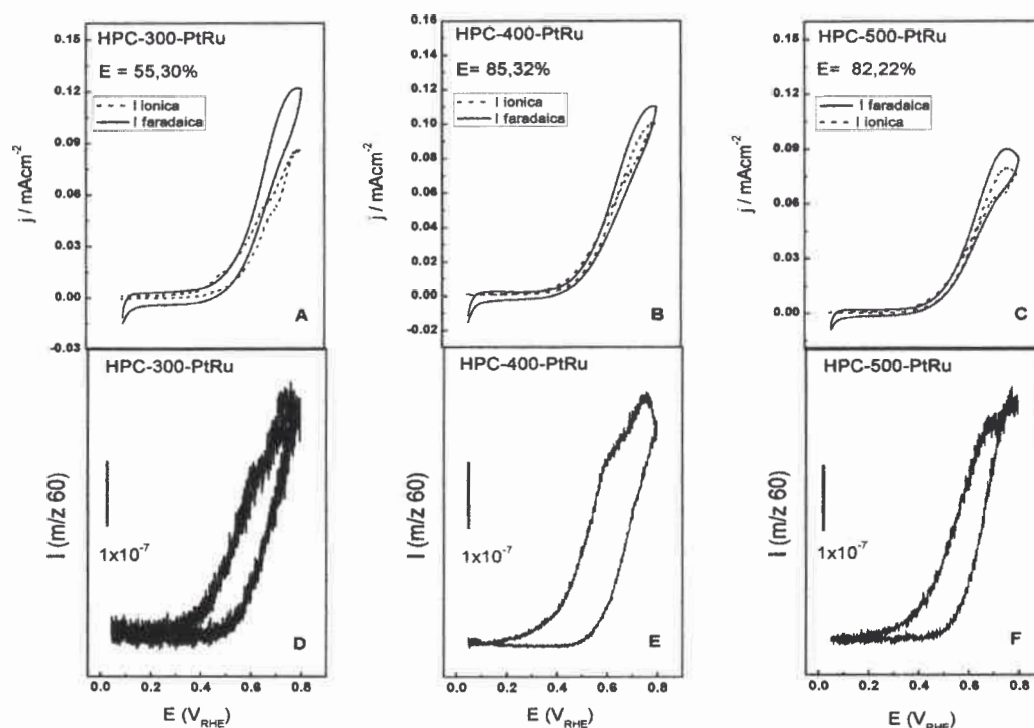 HPC-300-PtRu
E = 55,30%
I ionica
I faradaica
0.15
0.12
0.09
0.06
0.03
0.00
-0.03
j / mAcm⁻²
A
HPC-400-PtRu
E= 85,32%
I ionica
I faradaica
0.16
0.14
0.12
0.10
0.08
0.06
0.04
0.02
0.00
-0.02
j / mAcm⁻²
B
HPC-500-PtRu
E= 82,22%
I faradaica
I ionica
0.15
0.12
0.09
0.06
0.03
0.00
j / mAcm⁻²
C
HPC-300-PtRu
I (m/z 60)
1x10⁻⁷
D
0.0 0.2 0.4 0.6 0.8
E (V_RHE)
HPC-400-PtRu
I (m/z 60)
1x10⁻⁷
E
0.0 0.2 0.4 0.6 0.8
E (V_RHE)
HPC-500-PtRu
I (m/z 60)
1x10⁻⁷
F
0.0 0.2 0.4 0.6 0.8
E (V_RHE)